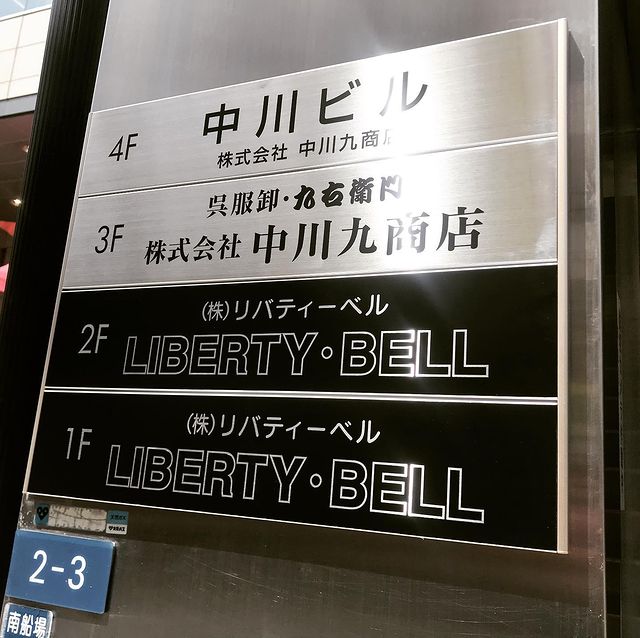 4F 中川ビル
株式会社 中川九商店
呉服卸・九右衛門
3F 株式会社 中川九商店
(株)リバティーベル
2F LIBERTY・BELL
(株)リバティーベル
1F LIBERTY・BELL
2-3
南船場